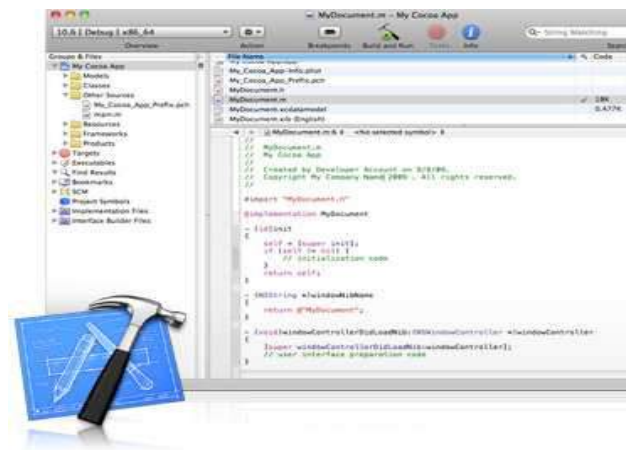 MyDocument.m - My Cocoa App
10.6 | Debug | x86_64
String Matching
Overview
Action
Breakpoints
Build and Run
Tasks
Info
Search
Groups & Files
File Name
Code
My Cocoa App
Models
Classes
Other Sources
My_Cocoa_App_Prefix.pch
main.m
Resources
Frameworks
Products
Targets
Executables
Find Results
Bookmarks
SCM
Project Symbols
Implementation Files
Interface Builder Files
My_Cocoa_App-Info.plist
My_Cocoa_App_Prefix.pch
MyDocument.h
MyDocument.m
18K
MyDocument.xcdatamodel
0.477K
MyDocument.xib (English)
MyDocument.m:6
<No selected symbol>
//
// MyDocument.m
// My Cocoa App
//
// Created by Developer Account on
// Copyright My Company Name 2009 . All rights reserved.
//
#import "MyDocument.h"
@implementation MyDocument
- (id)init
{
self = [super init];
if (self != nil) {
// initialization code
}
return self;
}
- (NSString *)windowNibName
{
return @"MyDocument";
}
- (void)windowControllerDidLoadNib:(NSWindowController *)windowController
{
[super windowControllerDidLoadNib:windowController];
// user interface preparation code
}